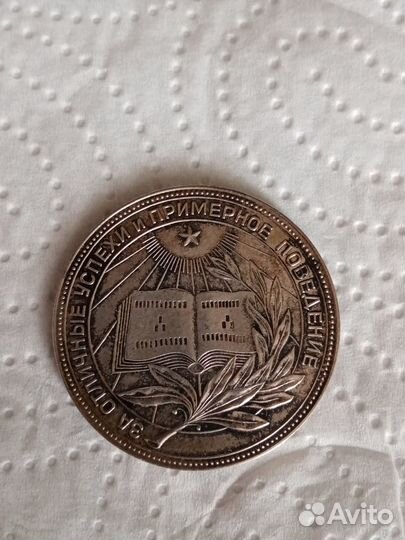 ЗА ОТЛИЧНЫЕ УСПЕХИ И ПРИМЕРНОЕ ПОВЕДЕНИЕ
Avito